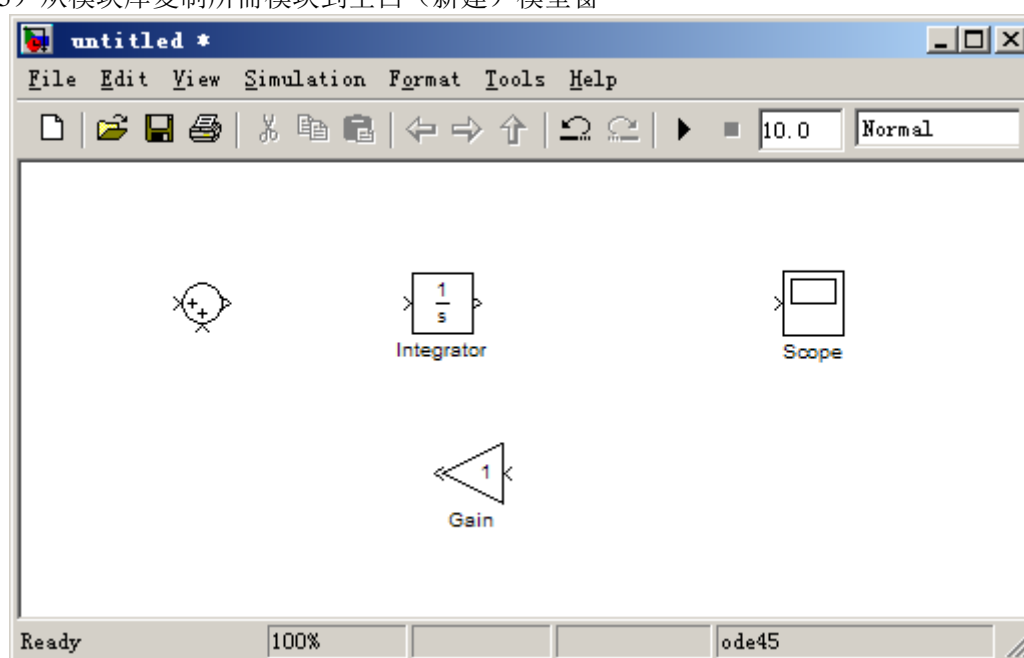 从模块库复制所需模块到空白（新建）模型窗
untitled *
File Edit View Simulation Format Tools Help
10.0 Normal
+
+
1
s
Integrator
Scope
1
Gain
Ready 100% ode45